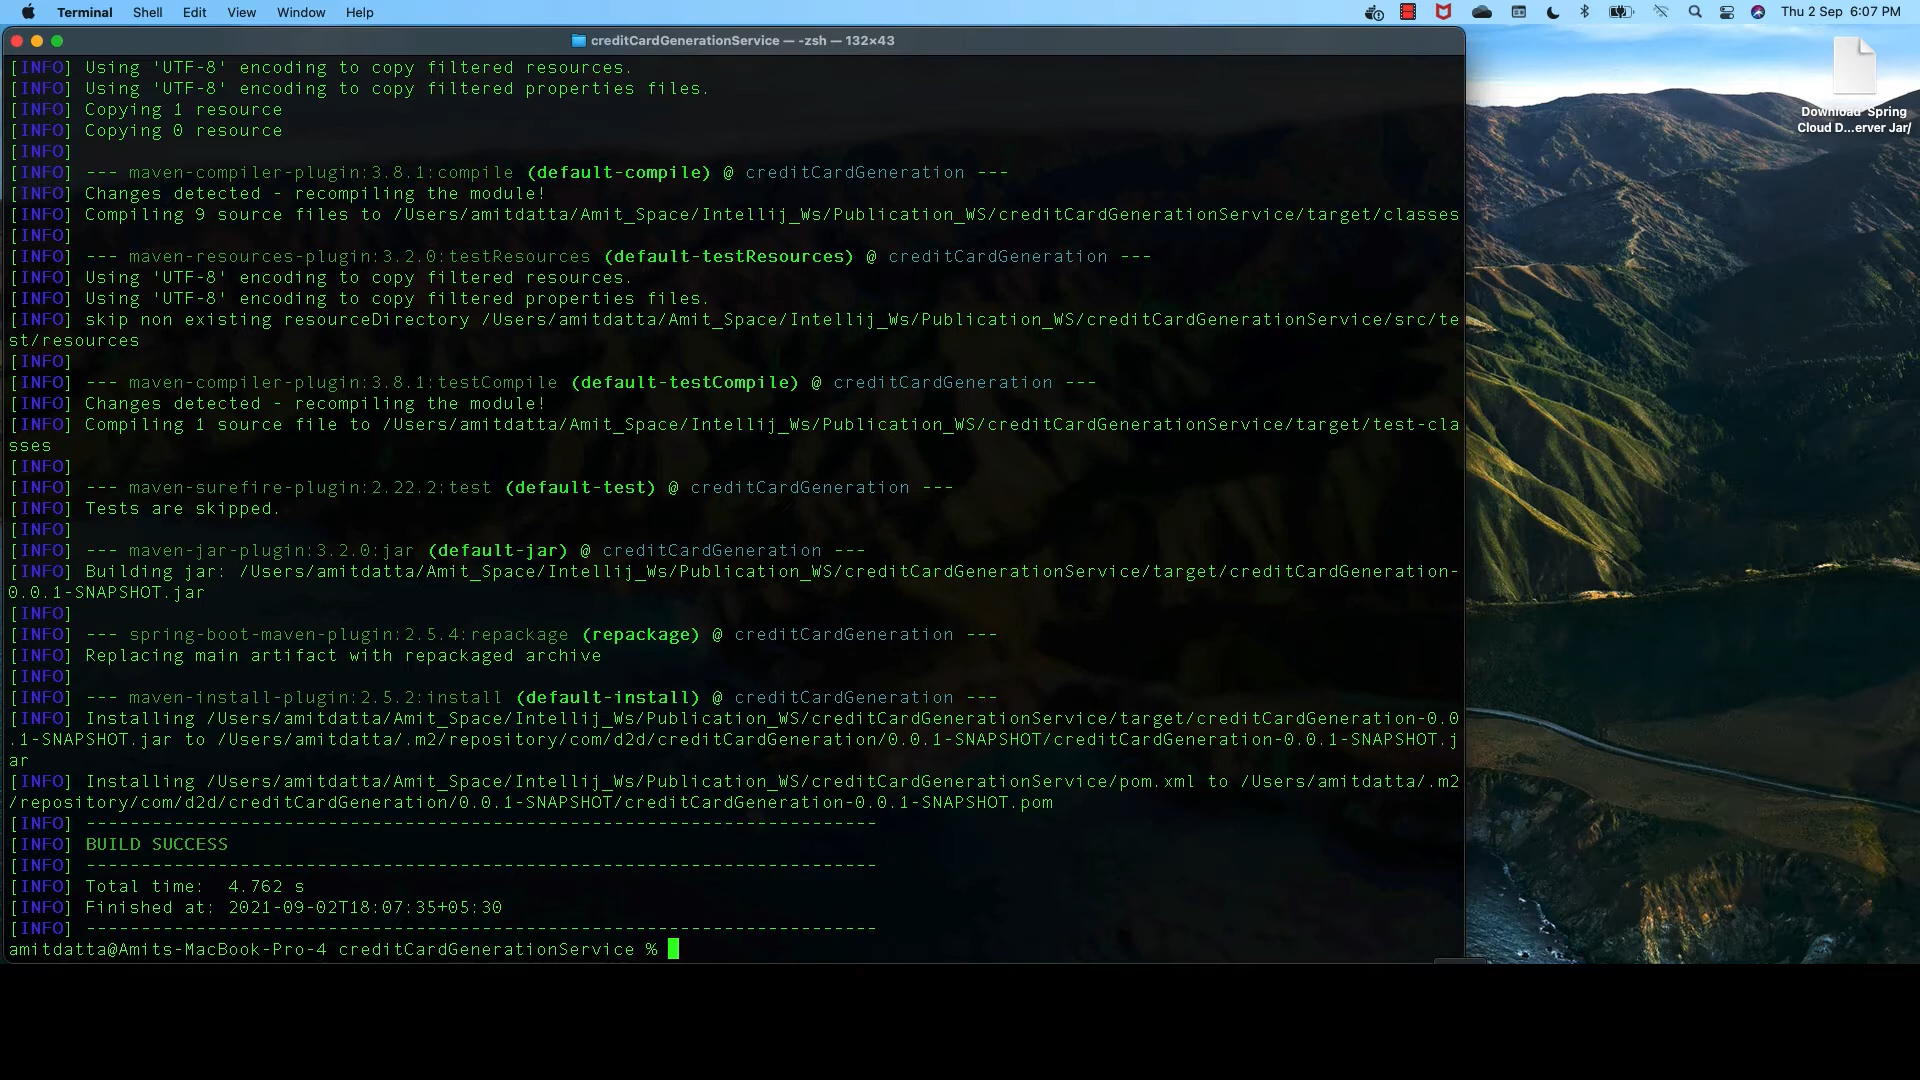 Terminal Shell Edit View Window Help Thu 2 Sep 6:07 PM
creditCardGenerationService — -zsh — 132×43
[INFO] Using 'UTF-8' encoding to copy filtered resources.
[INFO] Using 'UTF-8' encoding to copy filtered properties files.
[INFO] Copying 1 resource
[INFO] Copying 0 resource
[INFO]
[INFO] --- maven-compiler-plugin:3.8.1:compile (default-compile) @ creditCardGeneration ---
[INFO] Changes detected - recompiling the module!
[INFO] Compiling 9 source files to /Users/amitdatta/Amit_Space/Intellij_Ws/Publication_WS/creditCardGenerationService/target/classes
[INFO]
[INFO] --- maven-resources-plugin:3.2.0:testResources (default-testResources) @ creditCardGeneration ---
[INFO] Using 'UTF-8' encoding to copy filtered resources.
[INFO] Using 'UTF-8' encoding to copy filtered properties files.
[INFO] skip non existing resourceDirectory /Users/amitdatta/Amit_Space/Intellij_Ws/Publication_WS/creditCardGenerationService/src/te
st/resources
[INFO]
[INFO] --- maven-compiler-plugin:3.8.1:testCompile (default-testCompile) @ creditCardGeneration ---
[INFO] Changes detected - recompiling the module!
[INFO] Compiling 1 source file to /Users/amitdatta/Amit_Space/Intellij_Ws/Publication_WS/creditCardGenerationService/target/test-cla
sses
[INFO]
[INFO] --- maven-surefire-plugin:2.22.2:test (default-test) @ creditCardGeneration ---
[INFO] Tests are skipped.
[INFO]
[INFO] --- maven-jar-plugin:3.2.0:jar (default-jar) @ creditCardGeneration ---
[INFO] Building jar: /Users/amitdatta/Amit_Space/Intellij_Ws/Publication_WS/creditCardGenerationService/target/creditCardGeneration-
0.0.1-SNAPSHOT.jar
[INFO]
[INFO] --- spring-boot-maven-plugin:2.5.4:repackage (repackage) @ creditCardGeneration ---
[INFO] Replacing main artifact with repackaged archive
[INFO]
[INFO] --- maven-install-plugin:2.5.2:install (default-install) @ creditCardGeneration ---
[INFO] Installing /Users/amitdatta/Amit_Space/Intellij_Ws/Publication_WS/creditCardGenerationService/target/creditCardGeneration-0.0
.1-SNAPSHOT.jar to /Users/amitdatta/.m2/repository/com/d2d/creditCardGeneration/0.0.1-SNAPSHOT/creditCardGeneration-0.0.1-SNAPSHOT.j
ar
[INFO] Installing /Users/amitdatta/Amit_Space/Intellij_Ws/Publication_WS/creditCardGenerationService/pom.xml to /Users/amitdatta/.m2
/repository/com/d2d/creditCardGeneration/0.0.1-SNAPSHOT/creditCardGeneration-0.0.1-SNAPSHOT.pom
[INFO] ------------------------------------------------------------------------
[INFO] BUILD SUCCESS
[INFO] ------------------------------------------------------------------------
[INFO] Total time:  4.762 s
[INFO] Finished at: 2021-09-02T18:07:35+05:30
[INFO] ------------------------------------------------------------------------
amitdatta@Amits-MacBook-Pro-4 creditCardGenerationService %
Download Spring
Cloud D...erver Jar/